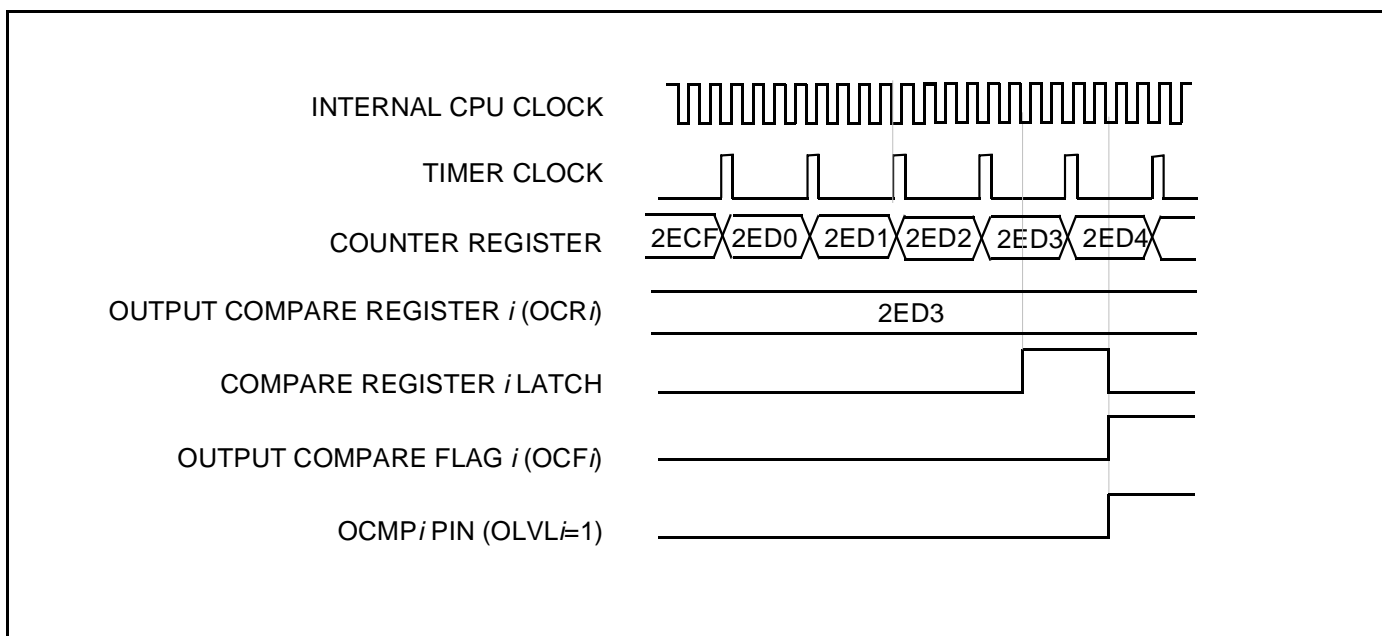 INTERNAL CPU CLOCK
TIMER CLOCK
COUNTER REGISTER
2ECF 2ED0 2ED1 2ED2 2ED3 2ED4
OUTPUT COMPARE REGISTER i (OCRi)
2ED3
COMPARE REGISTER i LATCH
OUTPUT COMPARE FLAG i (OCFi)
OCMPi PIN (OLVLi=1)